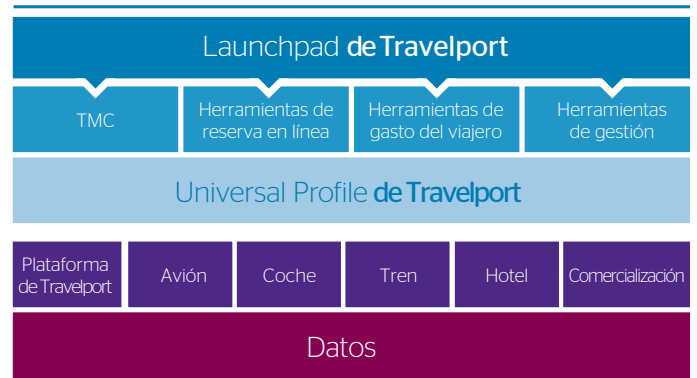 Launchpad de Travelport
TMC
Herramientas de
reserva en línea
Herramientas de
gasto del viajero
Herramientas
de gestión
Universal Profile de Travelport
Plataforma
de Travelport
Avión
Coche
Tren
Hotel
Comercialización
Datos